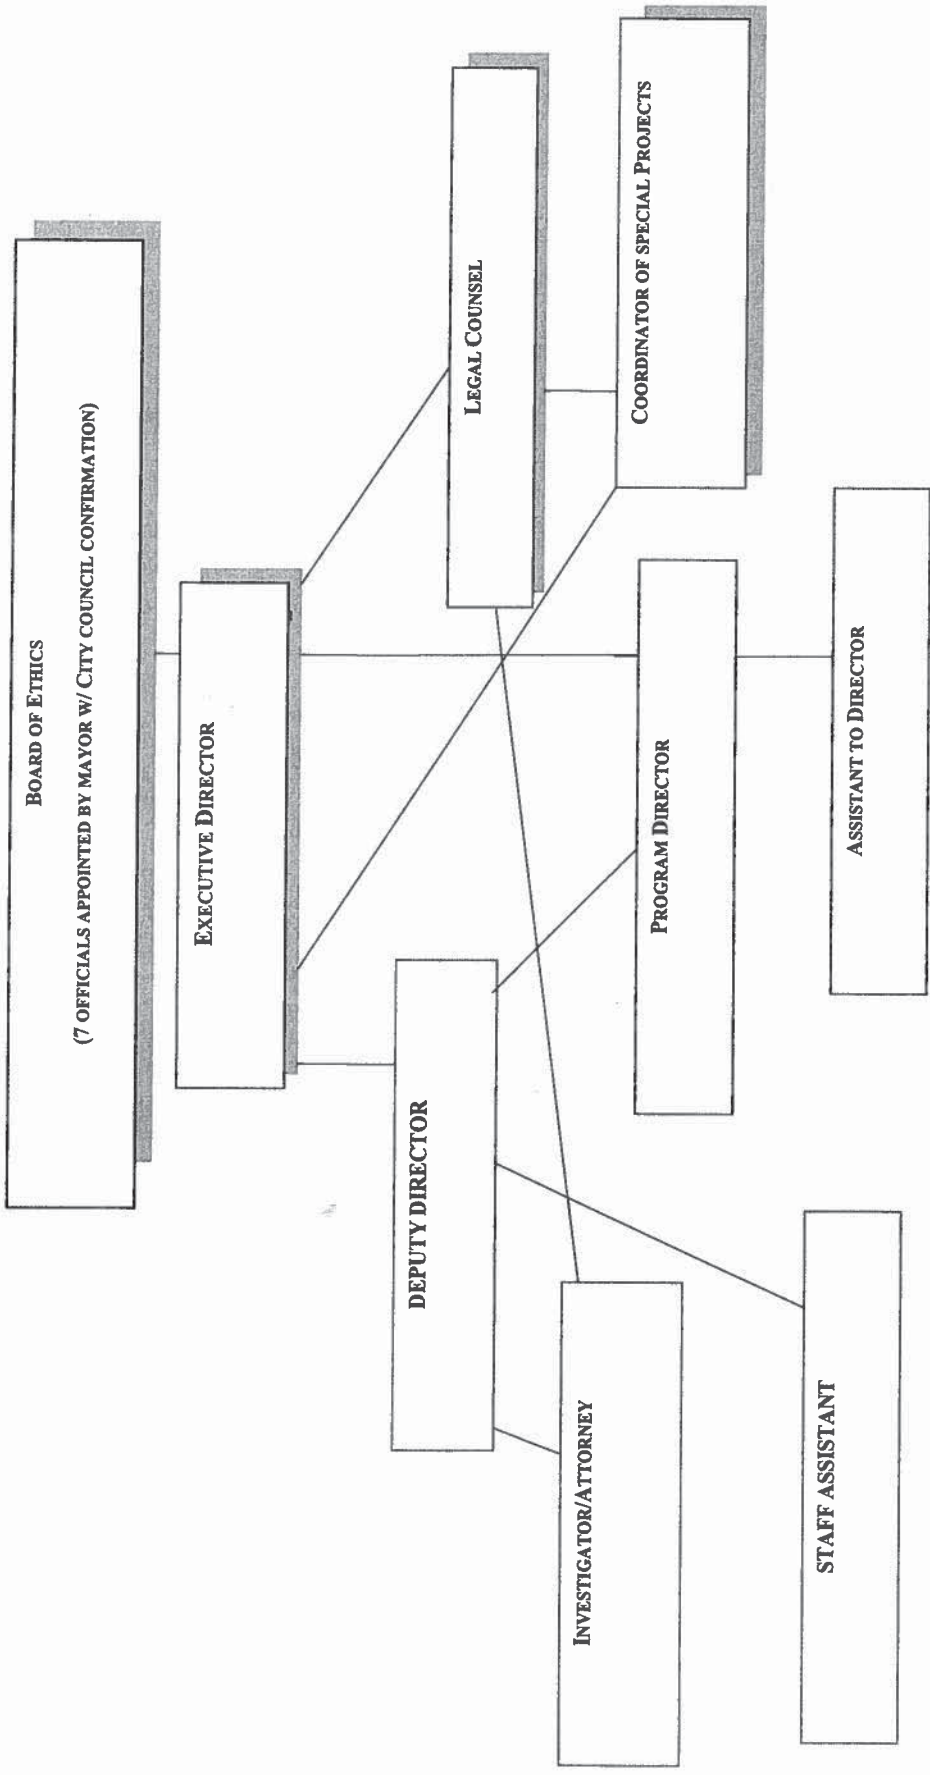 BOARD OF ETHICS
(7 OFFICIALS APPOINTED BY MAYOR W/ CITY COUNCIL CONFIRMATION)
EXECUTIVE DIRECTOR
DEPUTY DIRECTOR
LEGAL COUNSEL
INVESTIGATOR/ATTORNEY
COORDINATOR OF SPECIAL PROJECTS
PROGRAM DIRECTOR
STAFF ASSISTANT
ASSISTANT TO DIRECTOR